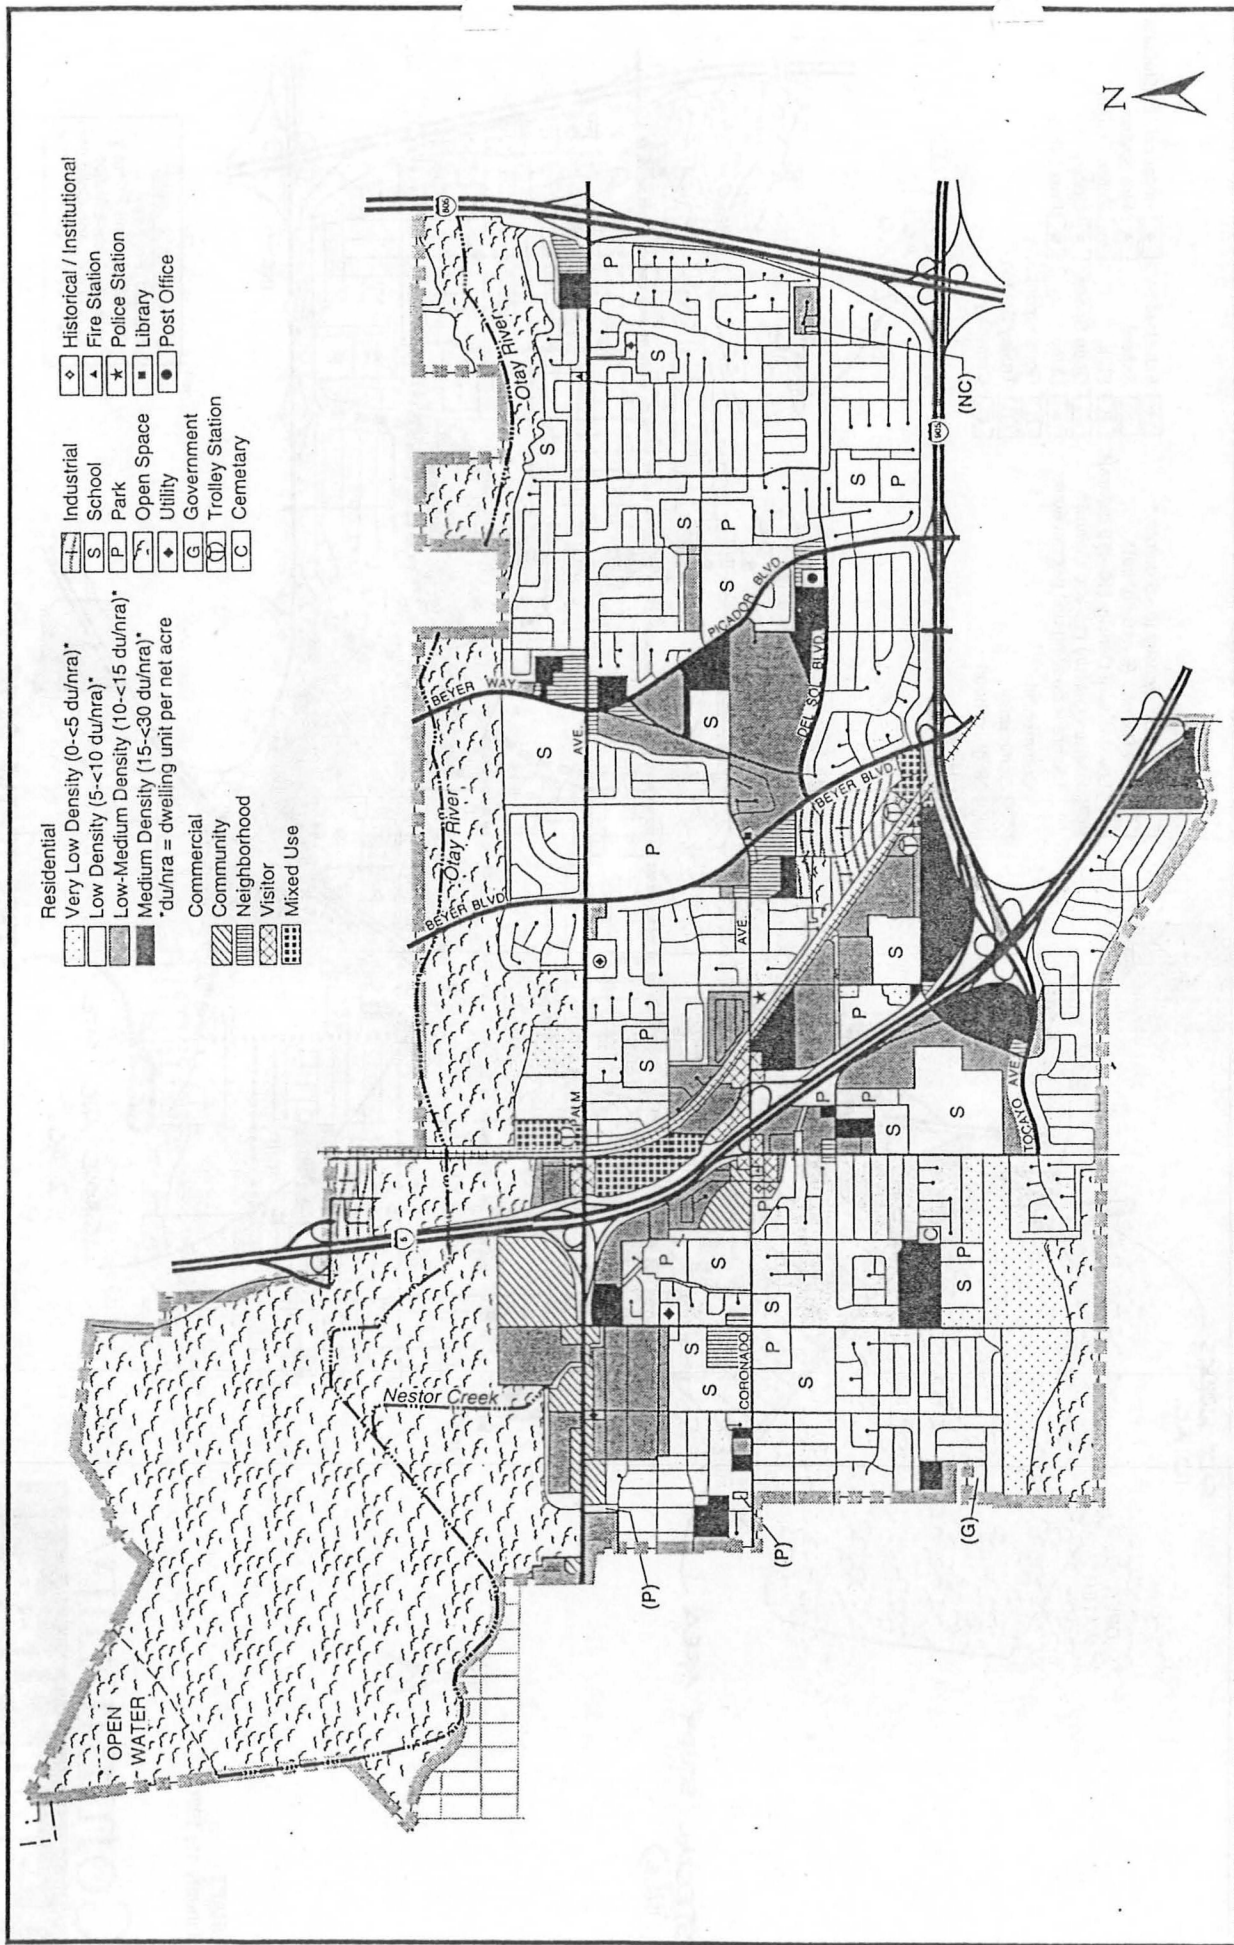 Residential
Very Low Density (0-<5 du/nra)*
Low Density (5-<10 du/nra)*
Low-Medium Density (10-<15 du/nra)*
Medium Density (15-<30 du/nra)*
*du/nra = dwelling unit per net acre
Commercial
Community
Neighborhood
Visitor
Mixed Use
Industrial
S School
P Park
Open Space
Utility
G Government
T Trolley Station
C Cemetary
Historical / Institutional
Fire Station
Police Station
Library
Post Office
N
OPEN
WATER
Nestor Creek
5
Otay River
Otay River
805
BEYER BLVD.
BEYER WAY
PALM
AVE.
S
S
S
P
S
P
P
S
S
P
S
PICADOR BLVD.
S
S
P
P
S
S
P
CORONADO
AVE.
DEL SOL BLVD.
BEYER BLVD.
S
P
S
S
P
P
P
P
S
S
S
P
C
S
P
TOCAYO AVE.
905
(NC)
(P)
(P)
(G)